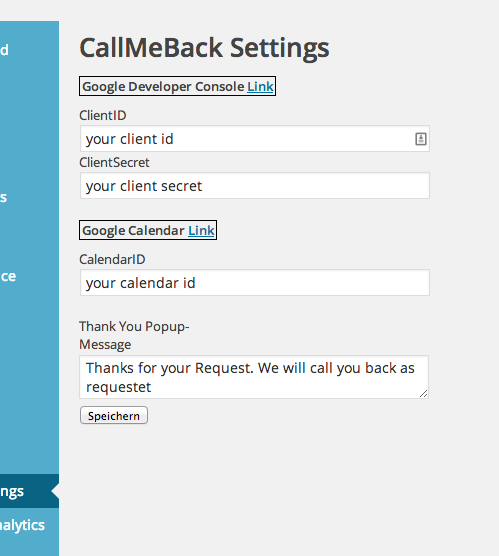 d
CallMeBack Settings
Google Developer Console Link
ClientID
your client id
ClientSecret
your client secret
s
Google Calendar Link
CalendarID
ce
your calendar id
Thank You Popup-
Message
Thanks for your Request. We will call you back as
requestet
Speichern
ngs
nalytics